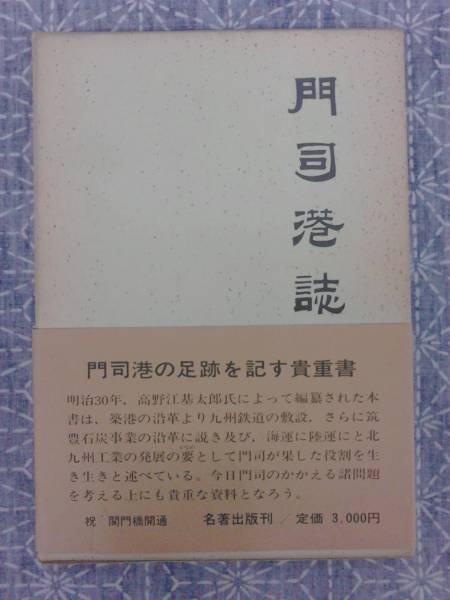 門司港誌
門司港の足跡を記す貴重書
明治30年，高野江基太郎氏によって編纂された本
書は、築港の沿革より九州鉄道の敷設，さらに筑
豊石炭事業の沿革に説き及び，海運に陸運にと北
九州工業の発展の要として門司が果した役割を生
き生きと述べている。今日門司のかかえる諸問題
を考える上にも貴重な資料となろう。
祝 関門橋開通 名著出版刊／定価 3,000円